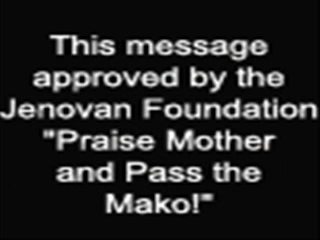 This message
approved by the
Jenovan Foundation
"Praise Mother
and Pass the
Mako!"